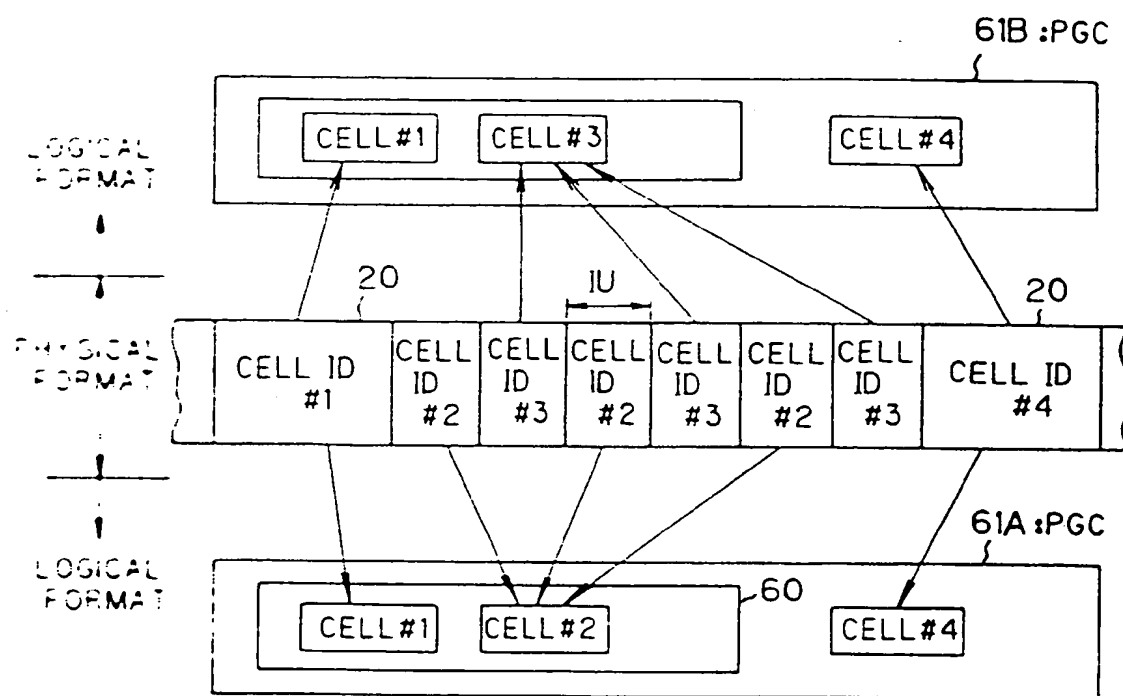 61B :PGC
CELL#1
CELL#3
CELL#4
LOGICAL
FORMAT
20
IU
20
PHYSICAL
FORMAT
CELL ID
#1
CELL
ID
#2
CELL
ID
#3
CELL
ID
#2
CELL
ID
#3
CELL
ID
#2
CELL
ID
#3
CELL ID
#4
61A :PGC
LOGICAL
FORMAT
60
CELL#1
CELL#2
CELL#4